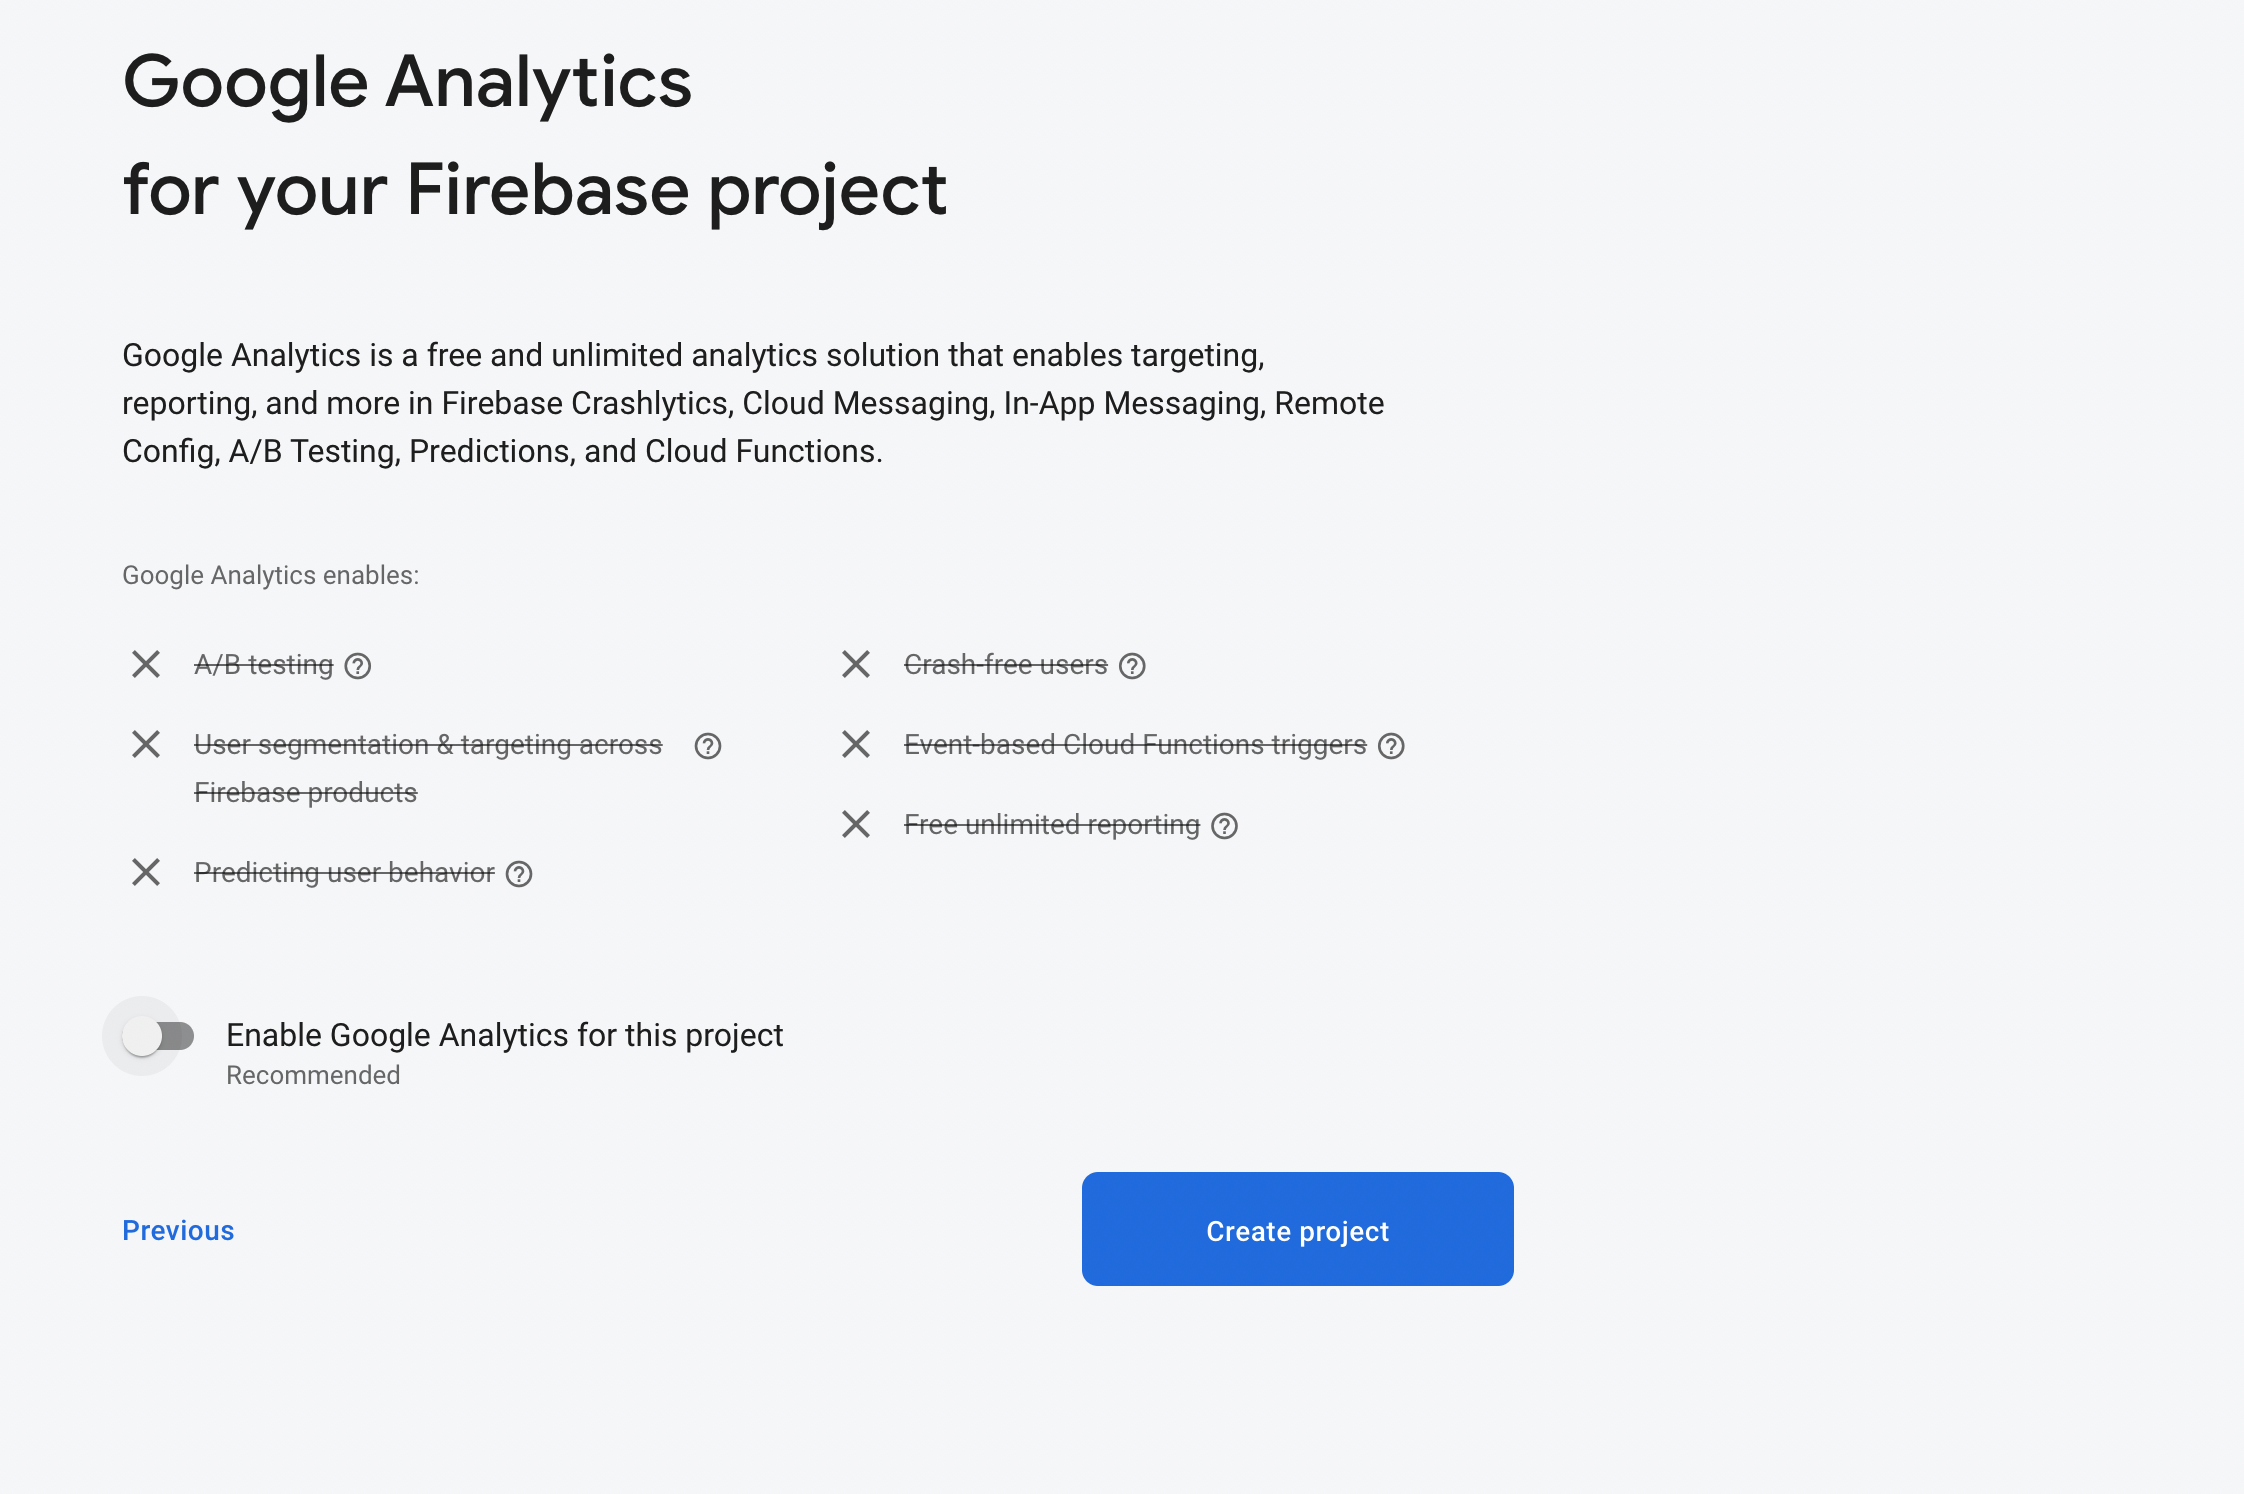 Google Analytics
for your Firebase project
Google Analytics is a free and unlimited analytics solution that enables targeting,
reporting, and more in Firebase Crashlytics, Cloud Messaging, In-App Messaging, Remote
Config, A/B Testing, Predictions, and Cloud Functions.
Google Analytics enables:
A/B testing
User segmentation & targeting across
Firebase products
Predicting user behavior
Crash-free users
Event-based Cloud Functions triggers
Free unlimited reporting
Enable Google Analytics for this project
Recommended
Previous
Create project